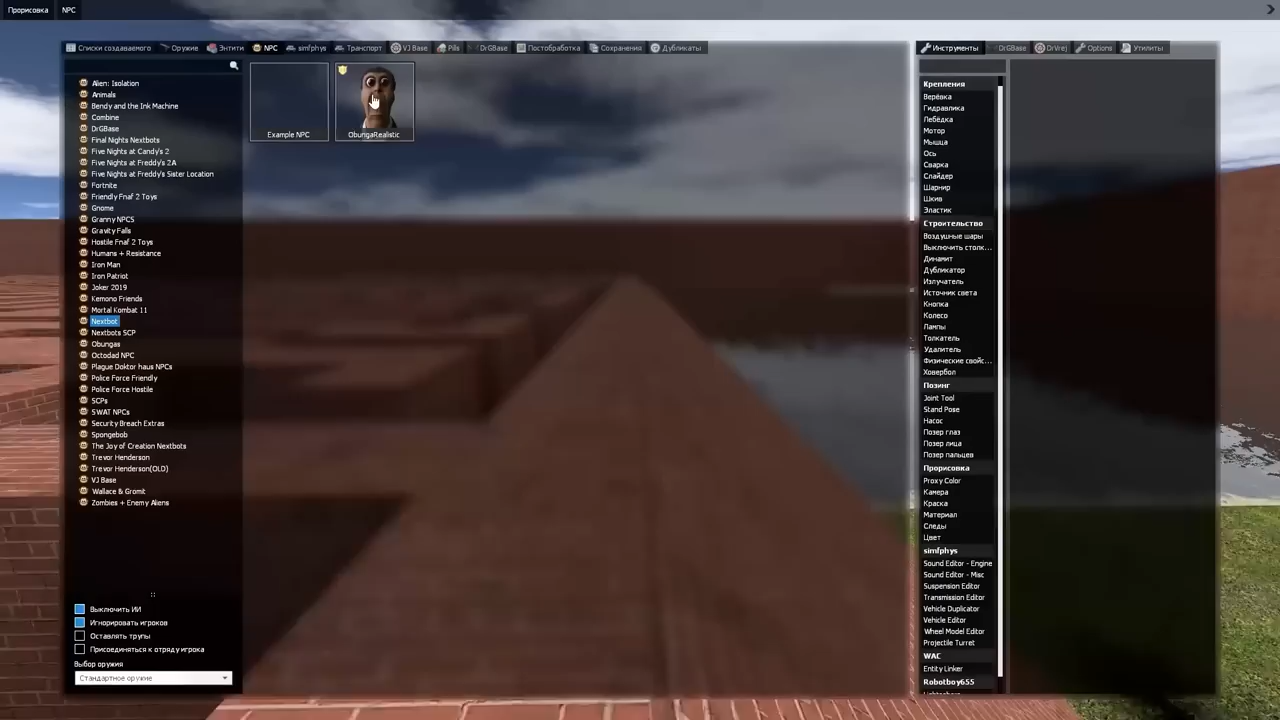 Прорисовка NPC
Списки создаваемого Оружие Энтити NPC simfphys Транспорт VJ Base Pills DrGBase Постобработка Сохранения Дубликаты
Alien: Isolation
Animals
Bendy and the Ink Machine
Combine
DrGBase
Final Nights Nextbots
Five Nights at Candy's 2
Five Nights at Freddy's 2A
Five Nights at Freddy's Sister Location
Fortnite
Friendly Fnaf 2 Toys
Gnome
Granny NPCS
Gravity Falls
Hostile Fnaf 2 Toys
Humans + Resistance
Iron Man
Iron Patriot
Joker 2019
Kemono Friends
Mortal Kombat 11
Nextbot
Nextbots SCP
Obungas
Octodad NPC
Plague Doktor haus NPCs
Police Force Friendly
Police Force Hostile
SCPs
SWAT NPCs
Security Breach Extras
Spongebob
The Joy of Creation Nextbots
Trevor Henderson
Trevor Henderson(OLD)
VJ Base
Wallace & Gromit
Zombies + Enemy Aliens
Выключить ИИ
Игнорировать игроков
Оставлять трупы
Присоединяться к отряду игрока
Выбор оружия
Стандартное оружие
Example NPC
ObungaRealistic
Инструменты DrGBase DrVrej Options Утилиты
Крепления
Верёвка
Гидравлика
Лебёдка
Мотор
Мышца
Ось
Сварка
Слайдер
Шарнир
Шкив
Эластик
Строительство
Воздушные шары
Выключить столк...
Динамит
Дубликатор
Излучатель
Источник света
Кнопка
Колесо
Лампы
Толкатель
Удалитель
Физические свойс...
Ховербол
Позинг
Joint Tool
Stand Pose
Насос
Позер глаз
Позер лица
Позер пальцев
Прорисовка
Proxy Color
Камера
Краска
Материал
Следы
Цвет
simfphys
Sound Editor - Engine
Sound Editor - Misc
Suspension Editor
Transmission Editor
Vehicle Duplicator
Vehicle Editor
Wheel Model Editor
Projectile Turret
WAC
Entity Linker
Robotboy655